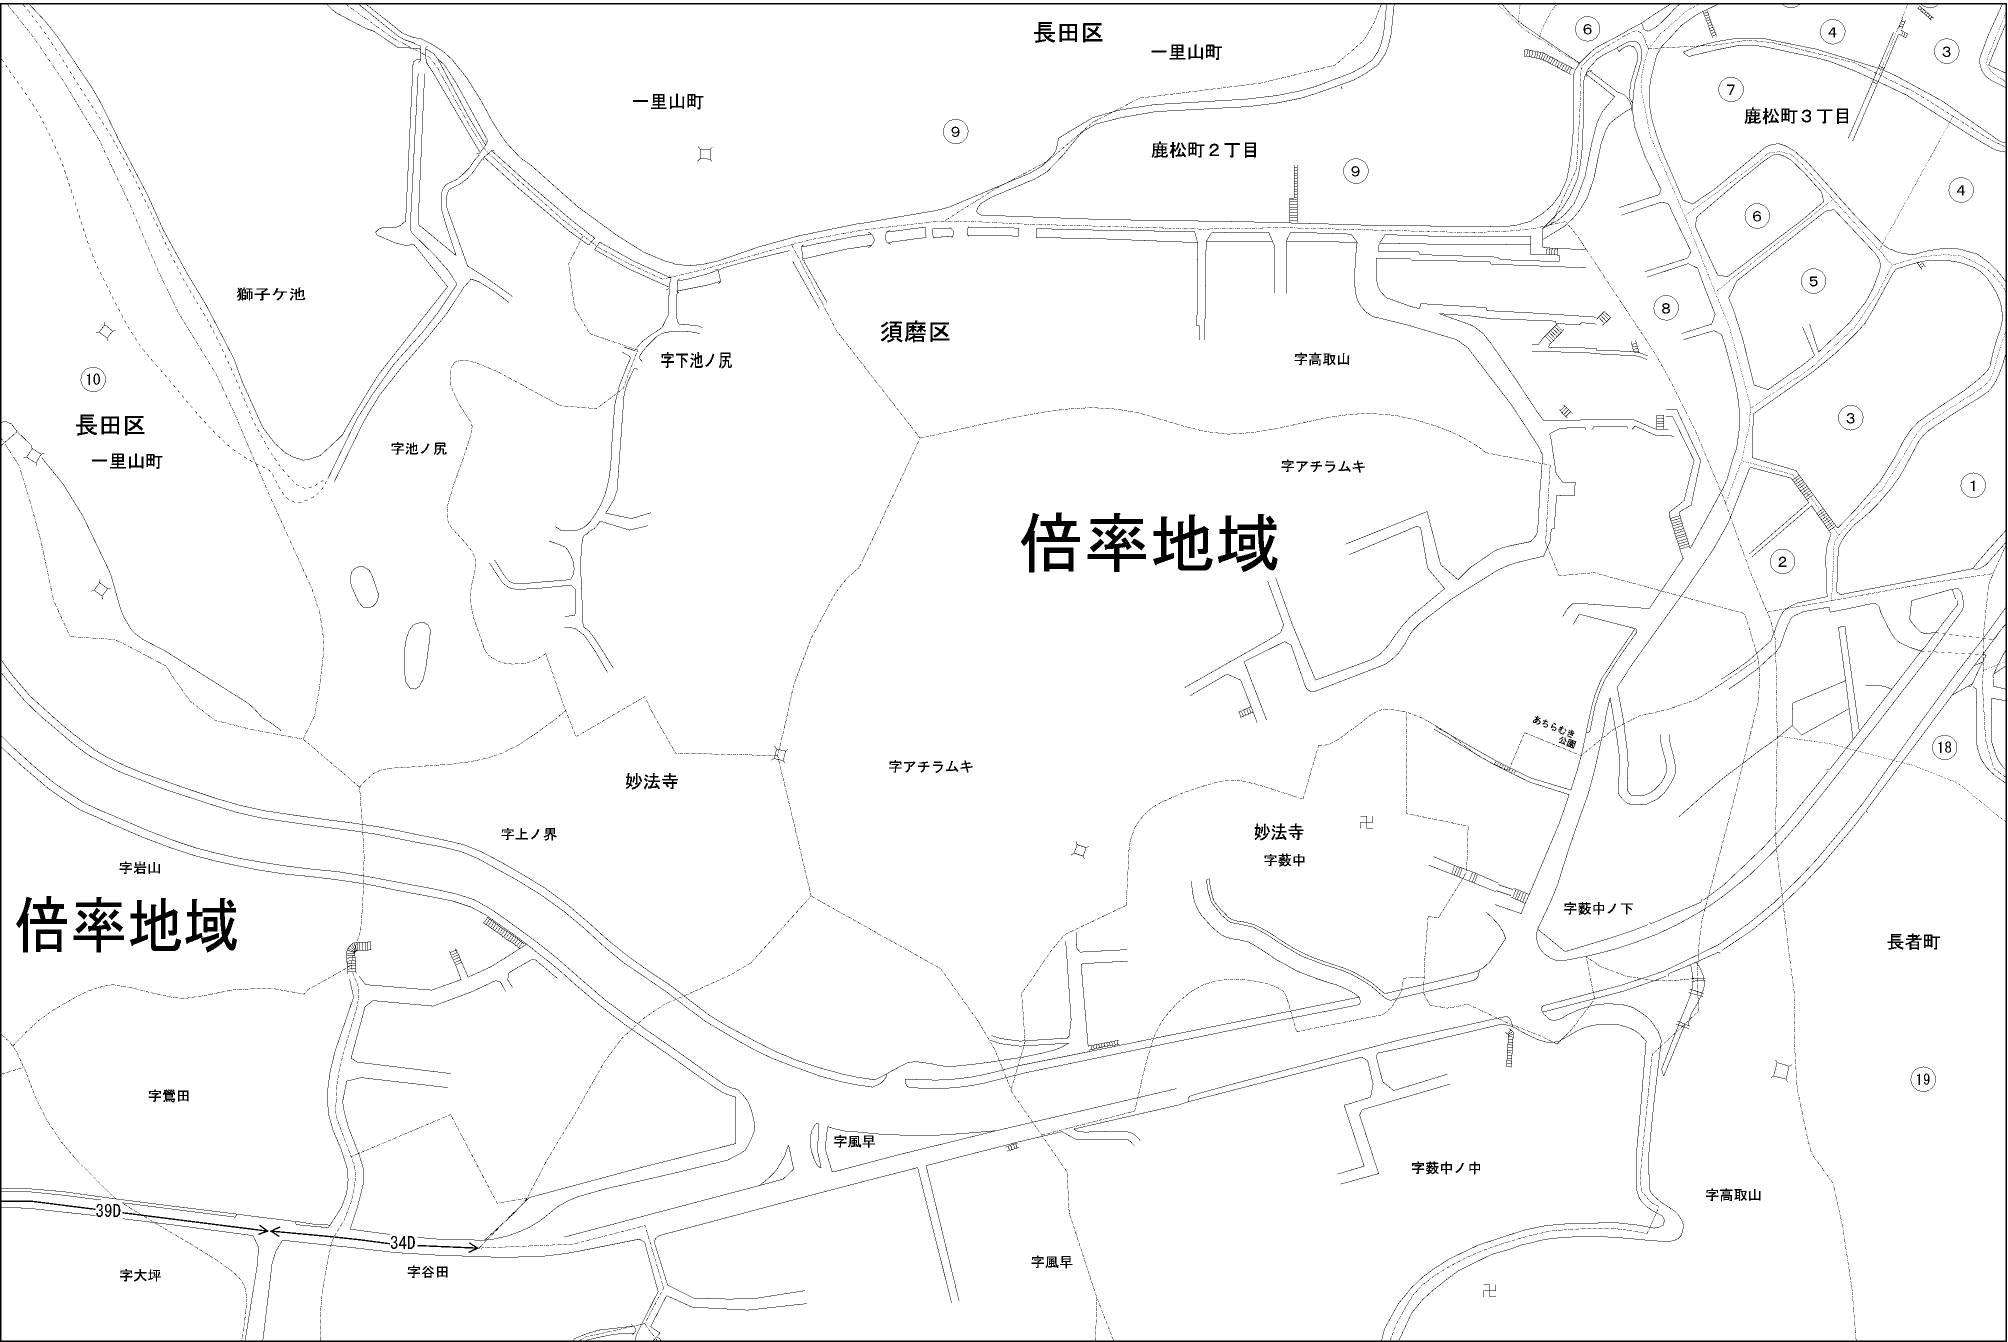 長田区
一里山町
⑥
④
③
⑦
鹿松町3丁目
一里山町
⑨
鹿松町2丁目
⑨
④
⑥
獅子ケ池
⑤
⑧
須磨区
字下池ノ尻
字高取山
⑩
長田区
一里山町
字池ノ尻
③
字アチラムキ
①
倍率地域
②
あちらむき
公園
⑱
妙法寺
字アチラムキ
字上ノ界
妙法寺
字薮中
字岩山
倍率地域
字薮中ノ下
長者町
字鶯田
⑲
字風早
字薮中ノ中
字高取山
39D
34D
字大坪
字谷田
字風早